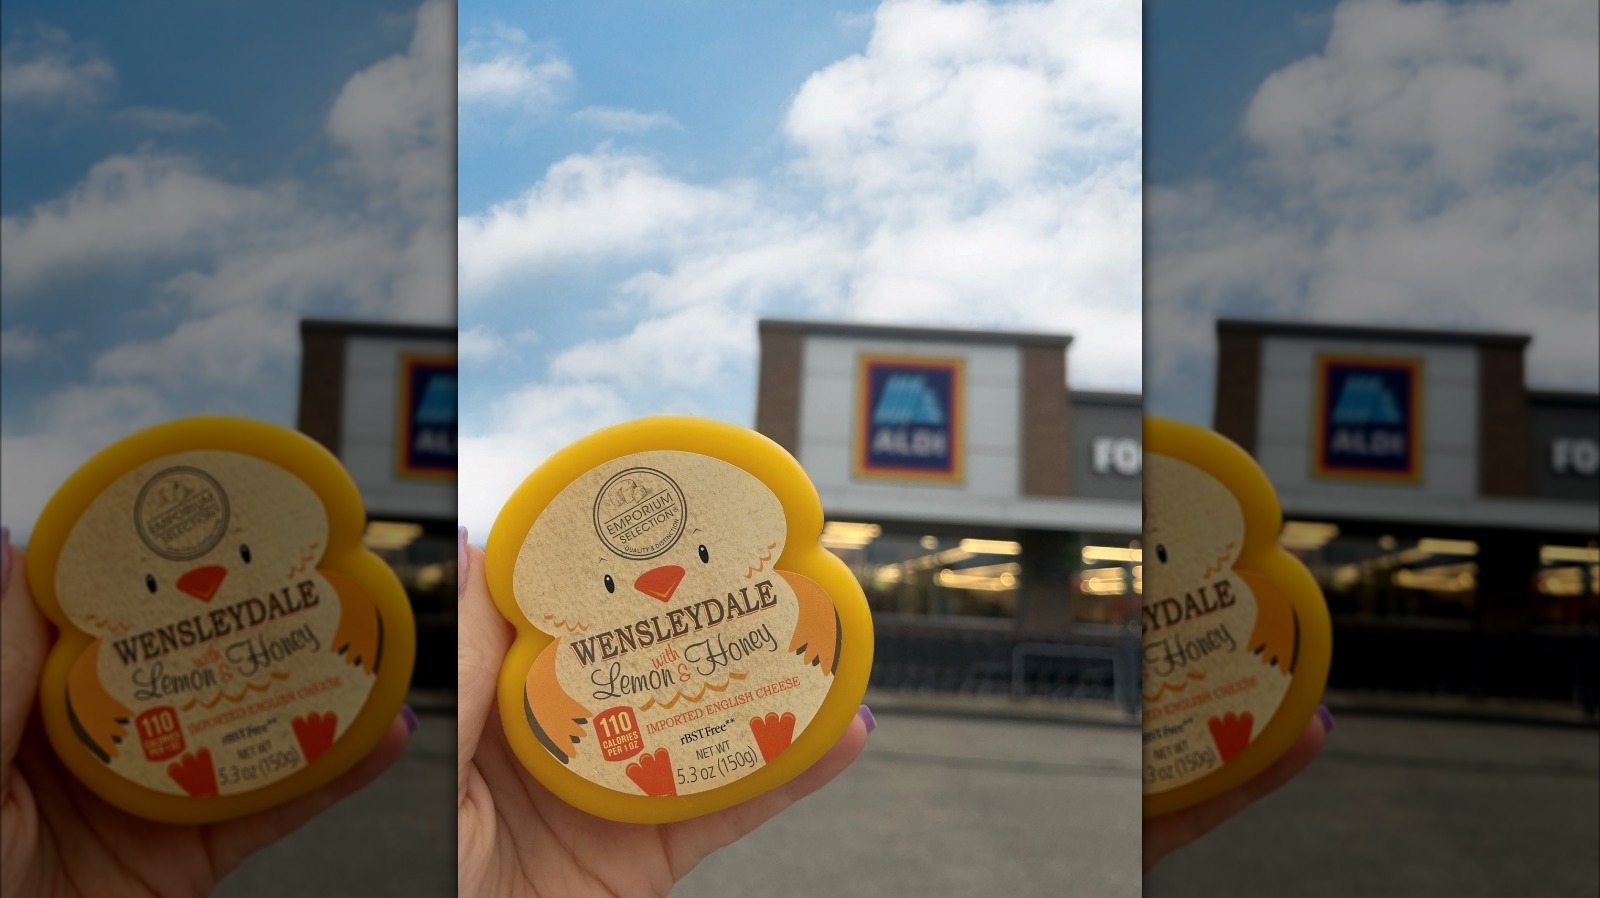 ALDI
FO
EMPORIUM
SELECTION®
QUALITY & DISTINCTION
WENSLEYDALE
with
Lemon & Honey
IMPORTED ENGLISH CHEESE
110
CALORIES
PER 1 OZ
rBST Free**
NET WT
5.3 oz (150g)